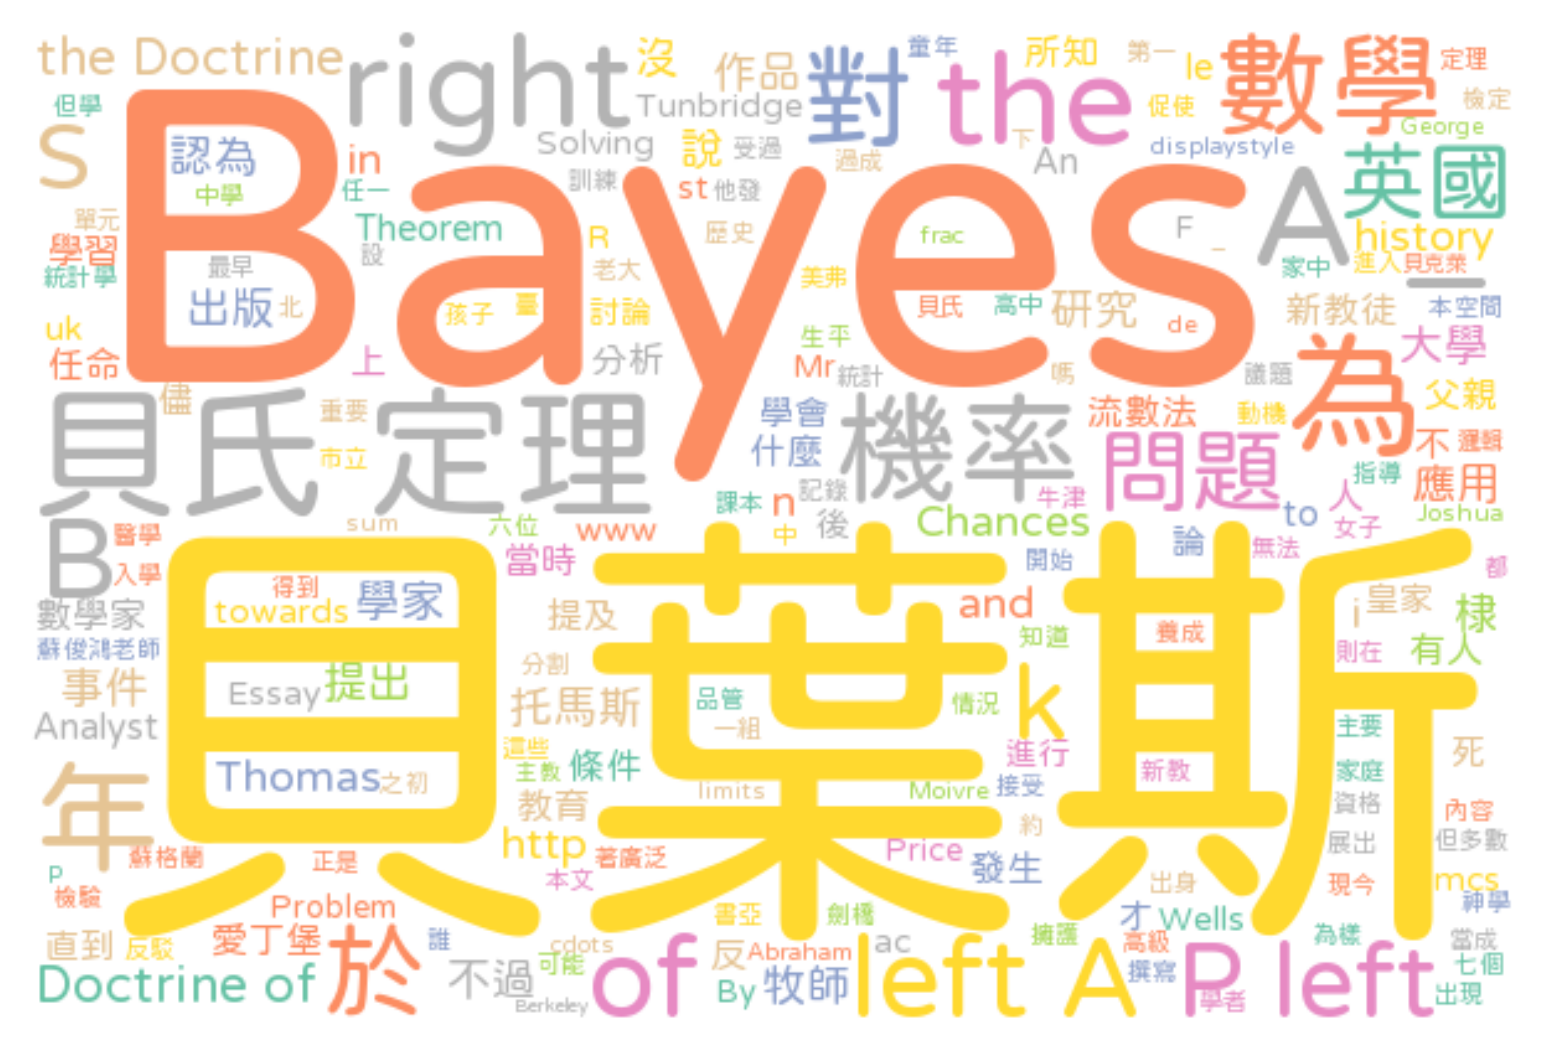 the Doctrine
right
沒
作品
對
童年
the
所知
第一
le
數學
定理
但學
Tunbridge
促使
檢定
S
認為
in
Solving
說
受過
過成
下
An
displaystyle
George
英國
中學
任一
訓練
st
他發
A
單元
Theorem
R
歷史
frac
F
_
history
學習
Bayes
設
統計學
最早
老大
美弗
家中
進入
貝克萊
_
出版
北
孩子
臺
討論
貝氏
高中
研究
de
新教徒
本空間
uk
任命
上
分析
生平
Mr
統計
嗎
議題
為
大學
儘
重要
貝氏定理
市立
學會
什麼
機率
流數法
動機
問題
父親
不
邏輯
指導
應用
課本
n
記錄
牛津
人
女子
Joshua
B
醫學
入學
sum
六位
www
中
後
Chances
論
to
無法
都
當時
開始
貝葉斯
得到
towards
學家
提及
and
知道
養成
i
皇家
棣
數學家
蘇俊鴻老師
分割
則在
有人
事件
Essay
提出
托馬斯
品管
一組
情況
k
Analyst
這些
主教
條件
進行
新教
主要
死
年
Thomas
之初
limits
Moivre
接受
家庭
教育
資格
內容
http
約
展出
但多數
蘇格蘭
正是
著廣泛
Price
發生
出身
現今
mcs
P
檢驗
本文
神學
Problem
書亞
劍橋
才
Wells
直到
反駁
愛丁堡
於
誰
cdots
反
Abraham
ac
擁護
高級
為樣
當成
Doctrine of
不過
可能
of
By
牧師
left A
撰寫
P left
七個
Berkeley
學者
出現